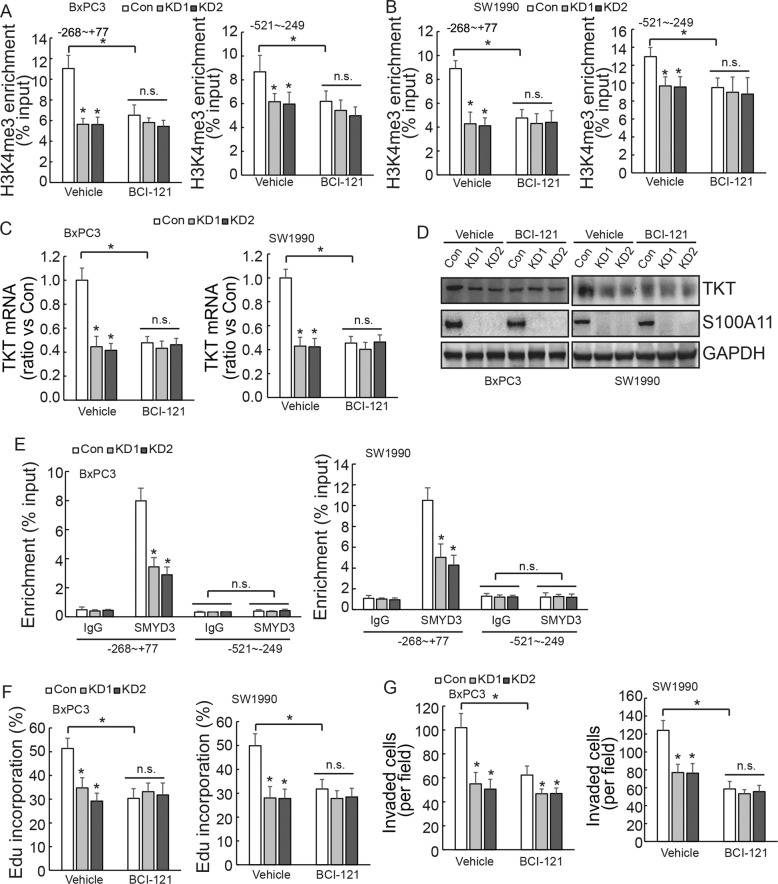 A
BxPC3
Con KD1 KD2
-268~+77
*
H3K4me3 enrichment
(% input)
14
12
10
8
6
4
2
0
* *
n.s.
Vehicle
BCI-121
-521~-249
*
H3K4me3 enrichment
(% input)
12
10
8
6
4
2
0
* *
n.s.
Vehicle
BCI-121
B
SW1990
Con KD1 KD2
-268~+77
*
H3K4me3 enrichment
(% input)
12
10
8
6
4
2
0
* *
n.s.
Vehicle
BCI-121
-521~-249
*
H3K4me3 enrichment
(% input)
16
14
12
10
8
6
4
2
0
* *
n.s.
Vehicle
BCI-121
C
Con KD1 KD2
BxPC3
*
TKT mRNA
(ratio vs Con)
1.4
1.2
1.0
0.8
0.6
0.4
0.2
0
* *
n.s.
Vehicle
BCI-121
SW1990
*
TKT mRNA
(ratio vs Con)
1.2
1.0
0.8
0.6
0.4
0.2
0
* *
n.s.
Vehicle
BCI-121
D
Vehicle BCI-121 Vehicle BCI-121
Con KD1 KD2 Con KD1 KD2 Con KD1 KD2 Con KD1 KD2
TKT
S100A11
GAPDH
BxPC3 SW1990
E
Con KD1 KD2
BxPC3
Enrichment (% input)
10
8
6
4
2
0
* *
n.s.
IgG SMYD3 IgG SMYD3
-268~+77 -521~-249
SW1990
Enrichment (% input)
14
12
10
8
6
4
2
0
* *
n.s.
IgG SMYD3 IgG SMYD3
-268~+77 -521~-249
F
Con KD1 KD2
BxPC3
*
Edu incorporation (%)
60
50
40
30
20
10
0
* *
n.s.
Vehicle
BCI-121
SW1990
*
Edu incorporation (%)
60
50
40
30
20
10
0
* *
n.s.
Vehicle
BCI-121
G
Con KD1 KD2
BxPC3
*
Invaded cells
(per field)
120
100
80
60
40
20
0
* *
* *
Vehicle
BCI-121
SW1990
*
Invaded cells
(per field)
160
140
120
100
80
60
40
20
0
* *
n.s.
Vehicle
BCI-121